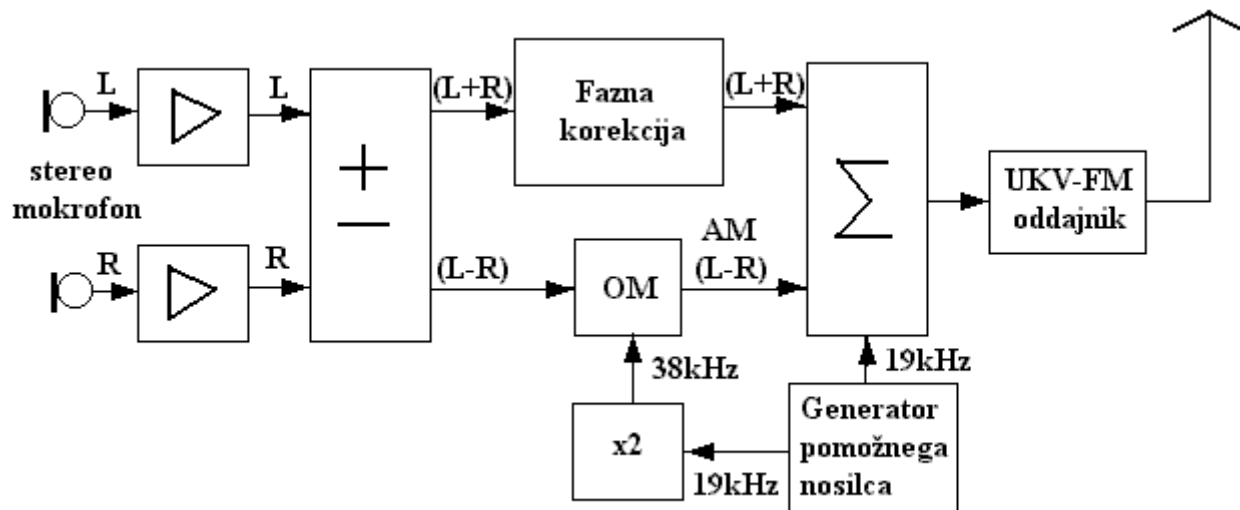 L
L
stereo
mokrofon
R
R
+
−
(L+R)
Fazna
korekcija
(L+R)
(L-R)
OM
AM
(L-R)
38kHz
x2
19kHz
Σ
19kHz
Generator
pomožnega
nosilca
UKV-FM
oddajnik